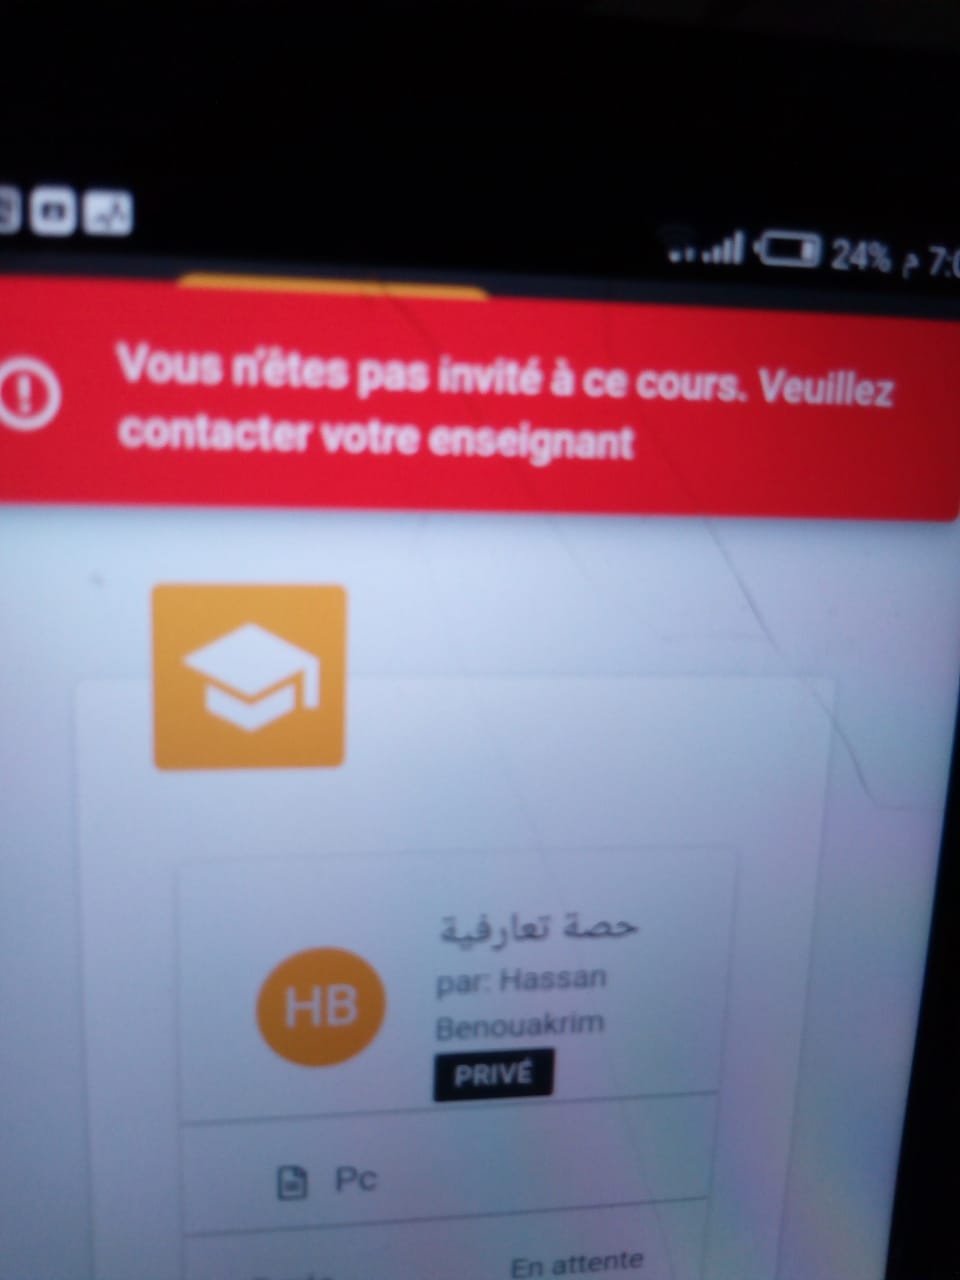 24% م 7:0
Vous n'êtes pas invité à ce cours. Veuillez
contacter votre enseignant
حصة تعارفية
HB
par: Hassan
Benouakrim
PRIVÉ
Pc
En attente